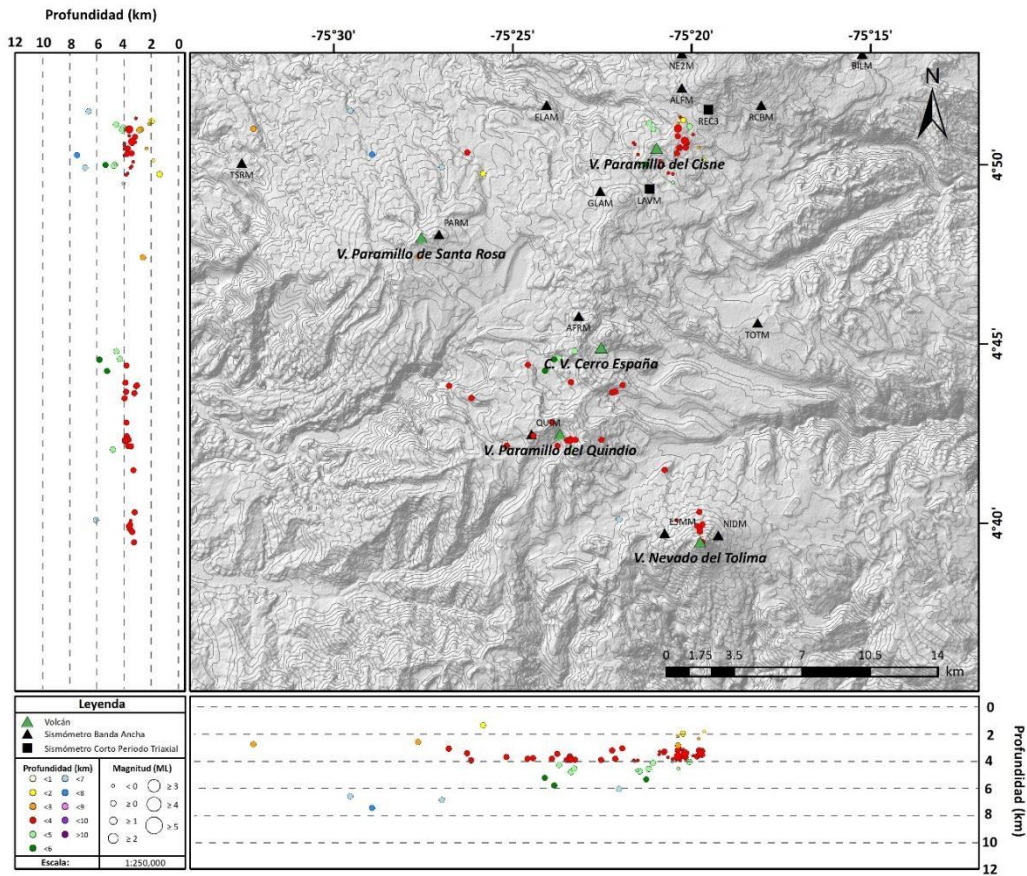 Profundidad (km)
12 10 8 6 4 2 0
-75°30' -75°25' -75°20' -75°15'
NE2M
BILM
N
ALFM
ELAM
REC3
RCBM
4°50'
V. Paramillo del Cisne
TSRM
GLAM
LAVM
PARM
V. Paramillo de Santa Rosa
AFRM
TOTM
4°45'
C. V. Cerro España
QUIM
V. Paramillo del Quindío
4°40'
ESMM
NIDM
V. Nevado del Tolima
0 1.75 3.5 7 10.5 14
km
Leyenda
Volcán
Sismómetro Banda Ancha
Sismómetro Corto Periodo Triaxial
Profundidad (km)
<1 <7
<2 <8
<3 <9
<4 <10
<5 >10
<6
Magnitud (ML)
< 0 ≥ 3
≥ 0 ≥ 4
≥ 1 ≥ 5
≥ 2
Escala: 1:250,000
0
2
4
6
8
10
12
Profundidad (km)